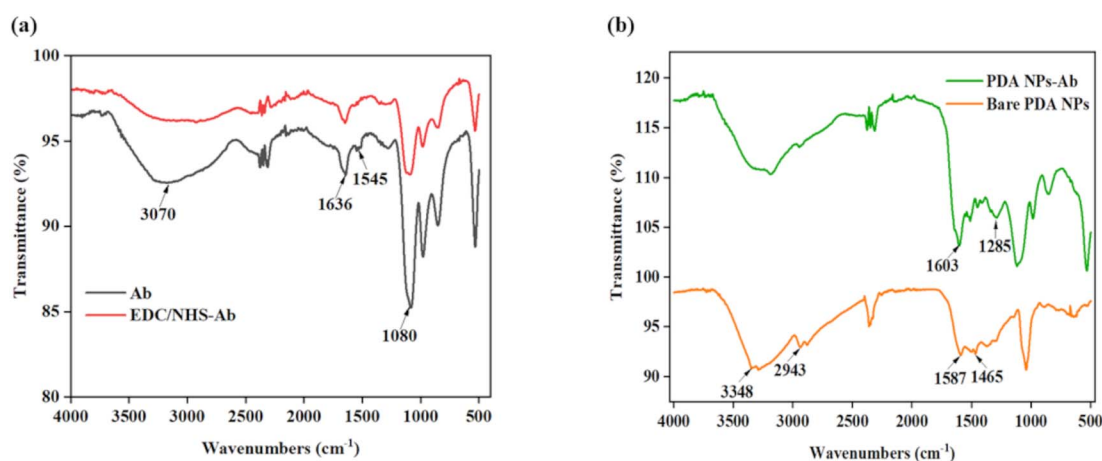 (a)
100
95
90
85
80
Transmittance (%)
3070
1636
1545
1080
Ab
EDC/NHS-Ab
4000 3500 3000 2500 2000 1500 1000 500
Wavenumbers (cm⁻¹)
(b)
120
115
110
105
100
95
90
Transmittance (%)
PDA NPs-Ab
Bare PDA NPs
1603
1285
3348
2943
1587
1465
4000 3500 3000 2500 2000 1500 1000 500
Wavenumbers (cm⁻¹)